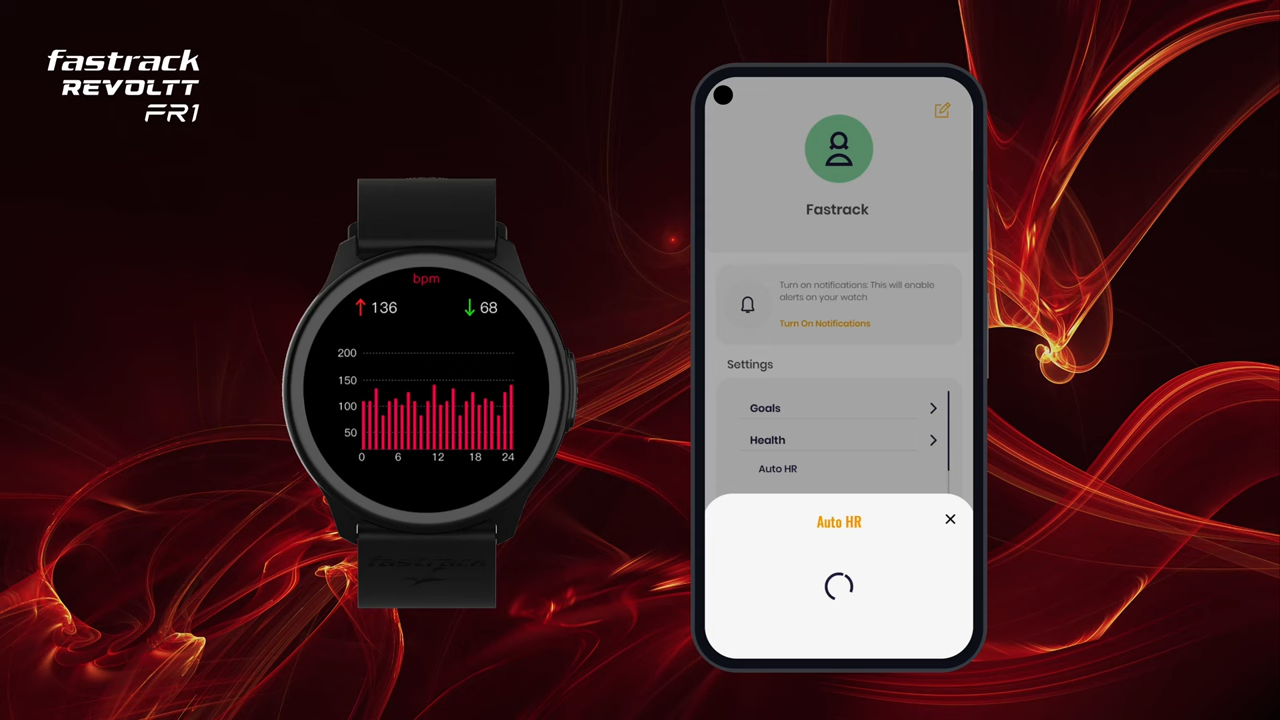 fastrack
REVOLTT
FR1
bpm
136
68
200
150
100
50
0 6 12 18 24
fastrack
Fastrack
Turn on notifications: This will enable
alerts on your watch
Turn On Notifications
Settings
Goals
Health
Auto HR
Auto HR